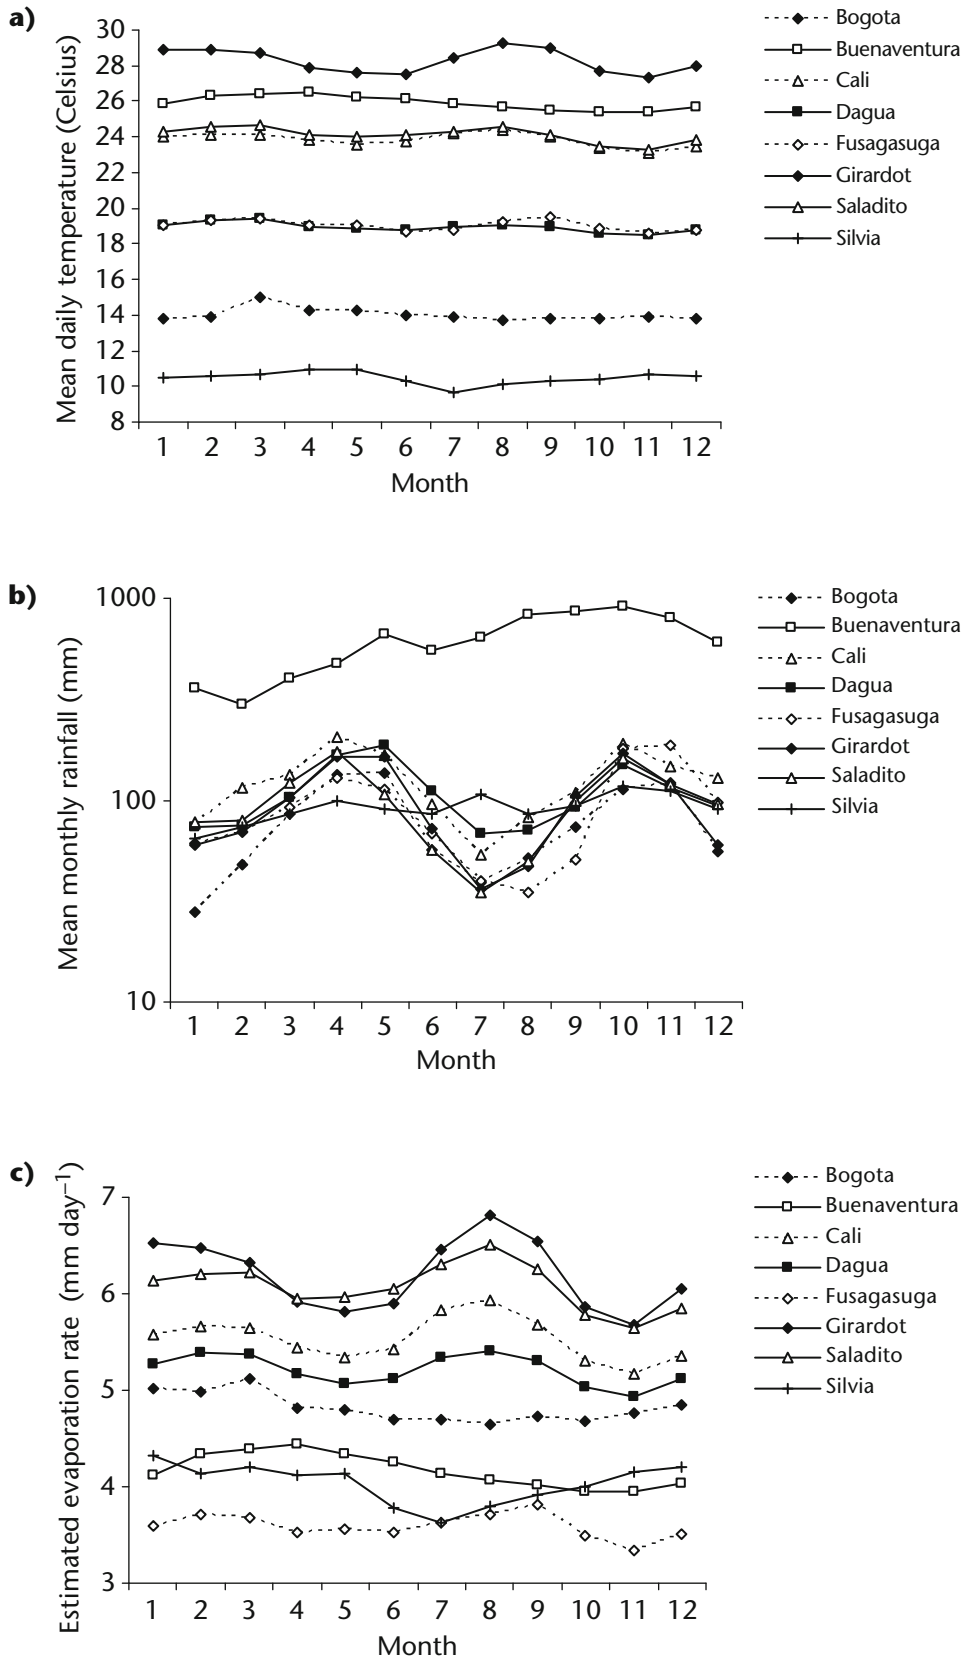 a)
Mean daily temperature (Celsius)
30
28
26
24
22
20
18
16
14
12
10
8
1 2 3 4 5 6 7 8 9 10 11 12
Month
Bogota
Buenaventura
Cali
Dagua
Fusagasuga
Girardot
Saladito
Silvia
b)
Mean monthly rainfall (mm)
1000
100
10
1 2 3 4 5 6 7 8 9 10 11 12
Month
Bogota
Buenaventura
Cali
Dagua
Fusagasuga
Girardot
Saladito
Silvia
c)
Estimated evaporation rate (mm day⁻¹)
7
6
5
4
3
1 2 3 4 5 6 7 8 9 10 11 12
Month
Bogota
Buenaventura
Cali
Dagua
Fusagasuga
Girardot
Saladito
Silvia